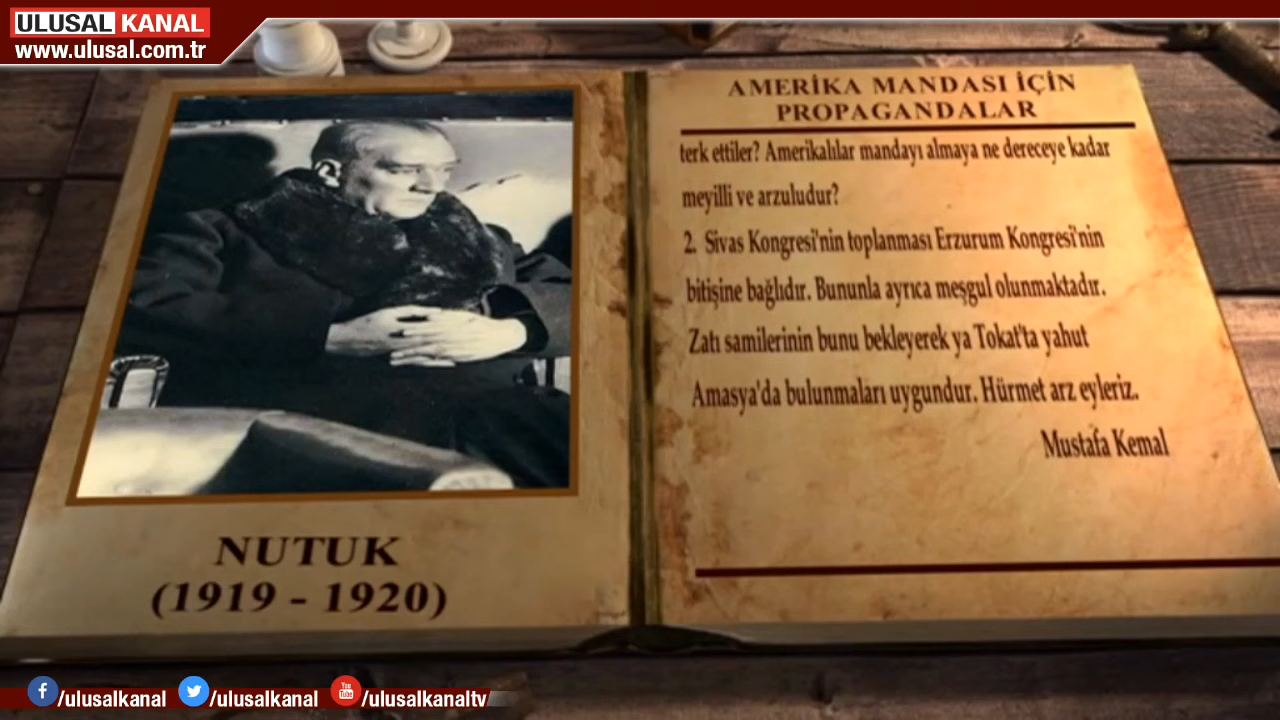 ULUSAL KANAL
www.ulusal.com.tr
AMERİKA MANDASI İÇİN
PROPAGANDALAR
terk ettiler? Amerikalılar mandayı almaya ne dereceye kadar
meyilli ve arzuludur?
2. Sivas Kongresi'nin toplanması Erzurum Kongresi'nin
bitişine bağlıdır. Bununla ayrıca meşgul olunmaktadır.
Zatı samilerinin bunu bekleyerek ya Tokat'ta yahut
Amasya'da bulunmaları uygundur. Hürmet arz eyleriz.
Mustafa Kemal
NUTUK
(1919 - 1920)
/ulusalkanal
/ulusalkanal
You Tube
/ulusalkanaltv